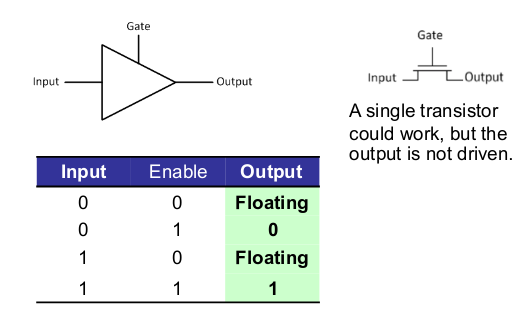 Gate
Input
Output
Gate
Input
Output
A single transistor
could work, but the
output is not driven.
Input Enable Output
0 0 Floating
0 1 0
1 0 Floating
1 1 1